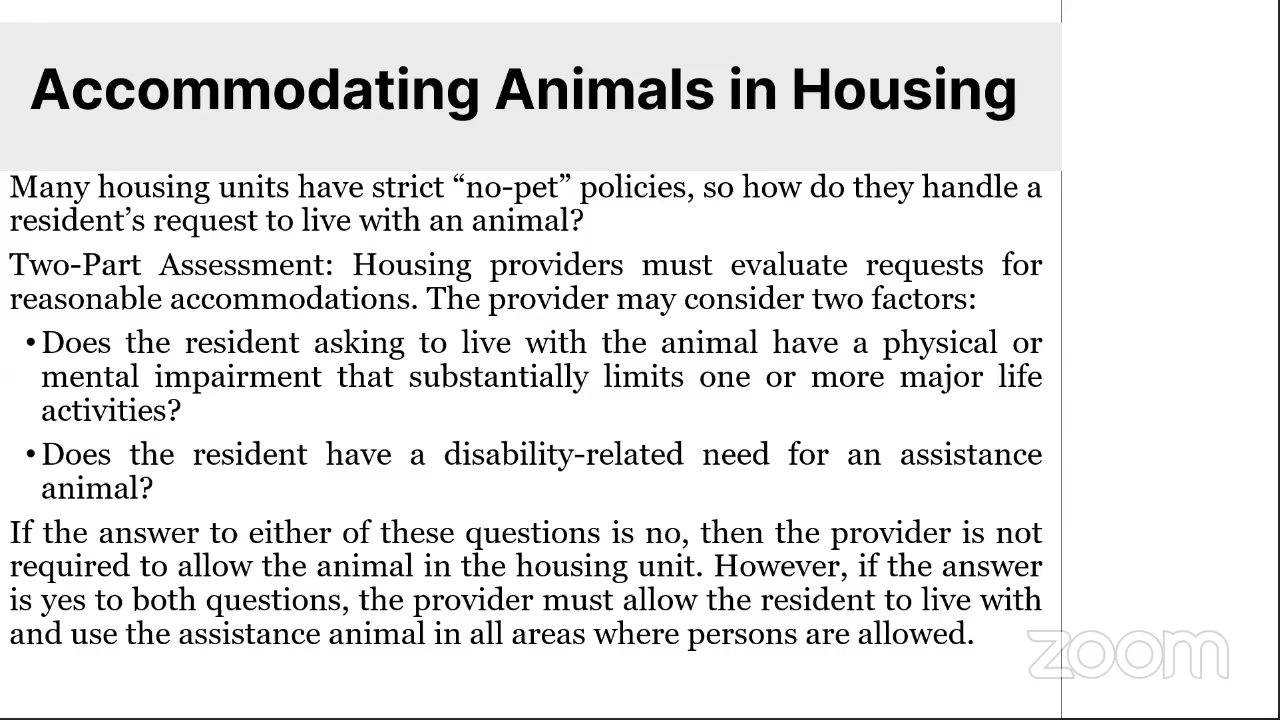 Accommodating Animals in Housing
Many housing units have strict “no-pet” policies, so how do they handle a
resident’s request to live with an animal?
Two-Part Assessment: Housing providers must evaluate requests for
reasonable accommodations. The provider may consider two factors:
•Does the resident asking to live with the animal have a physical or
mental impairment that substantially limits one or more major life
activities?
•Does the resident have a disability-related need for an assistance
animal?
If the answer to either of these questions is no, then the provider is not
required to allow the animal in the housing unit. However, if the answer
is yes to both questions, the provider must allow the resident to live with
and use the assistance animal in all areas where persons are allowed.
zoom